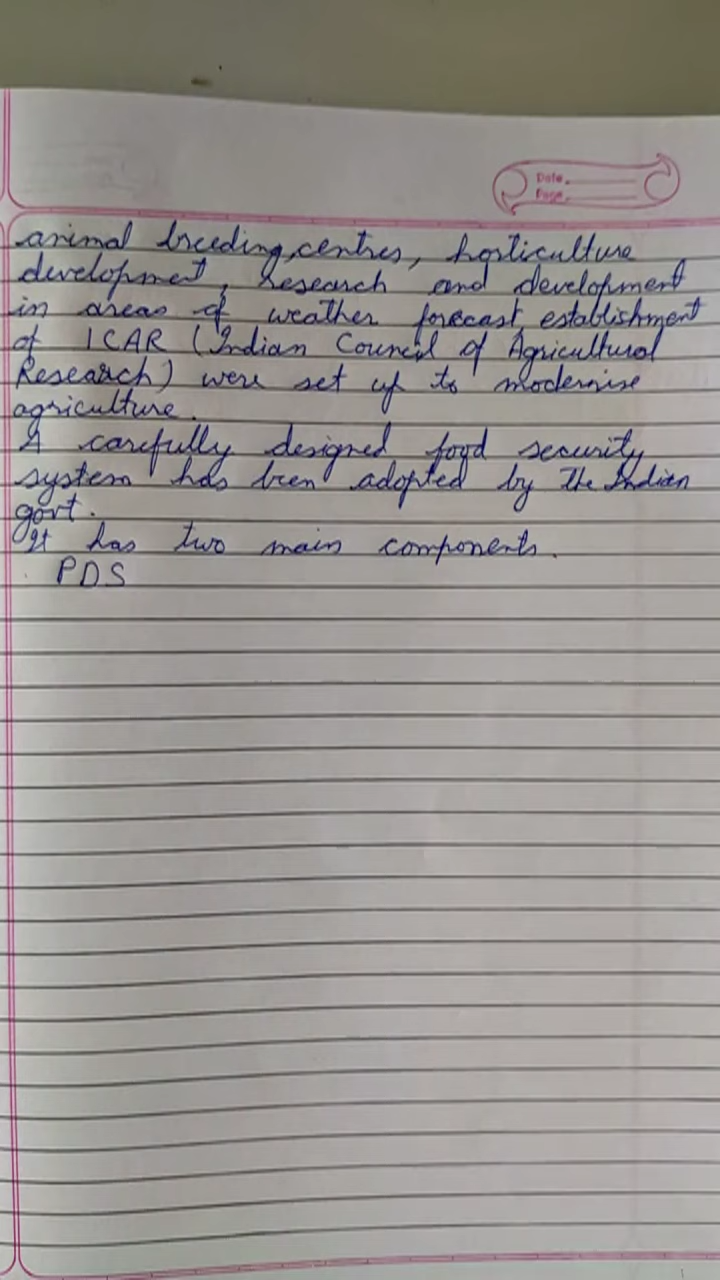 Date.
Page.
animal breeding centres, horticulture
development, research and development
in areas of weather forecast, establishment
of ICAR (Indian Council of Agricultural
Research) were set up to modernise
agriculture.
A carefully designed food security
system has been adopted by the Indian
govt.
It has two main components.
PDS